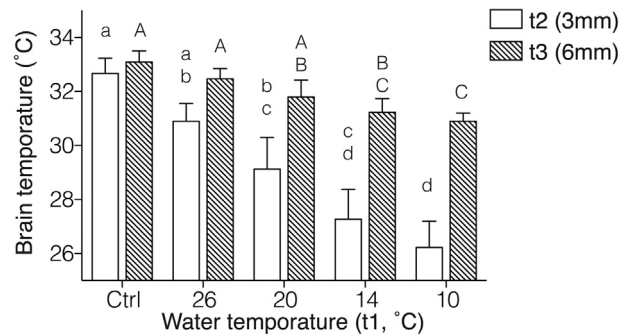 t2 (3mm)
t3 (6mm)
Brain temporature (˚C)
34
32
30
28
26
a A
a
b
A
b
c
A
B
c
d
B
C
d
C
Ctrl 26 20 14 10
Water temporature (t1, ˚C)